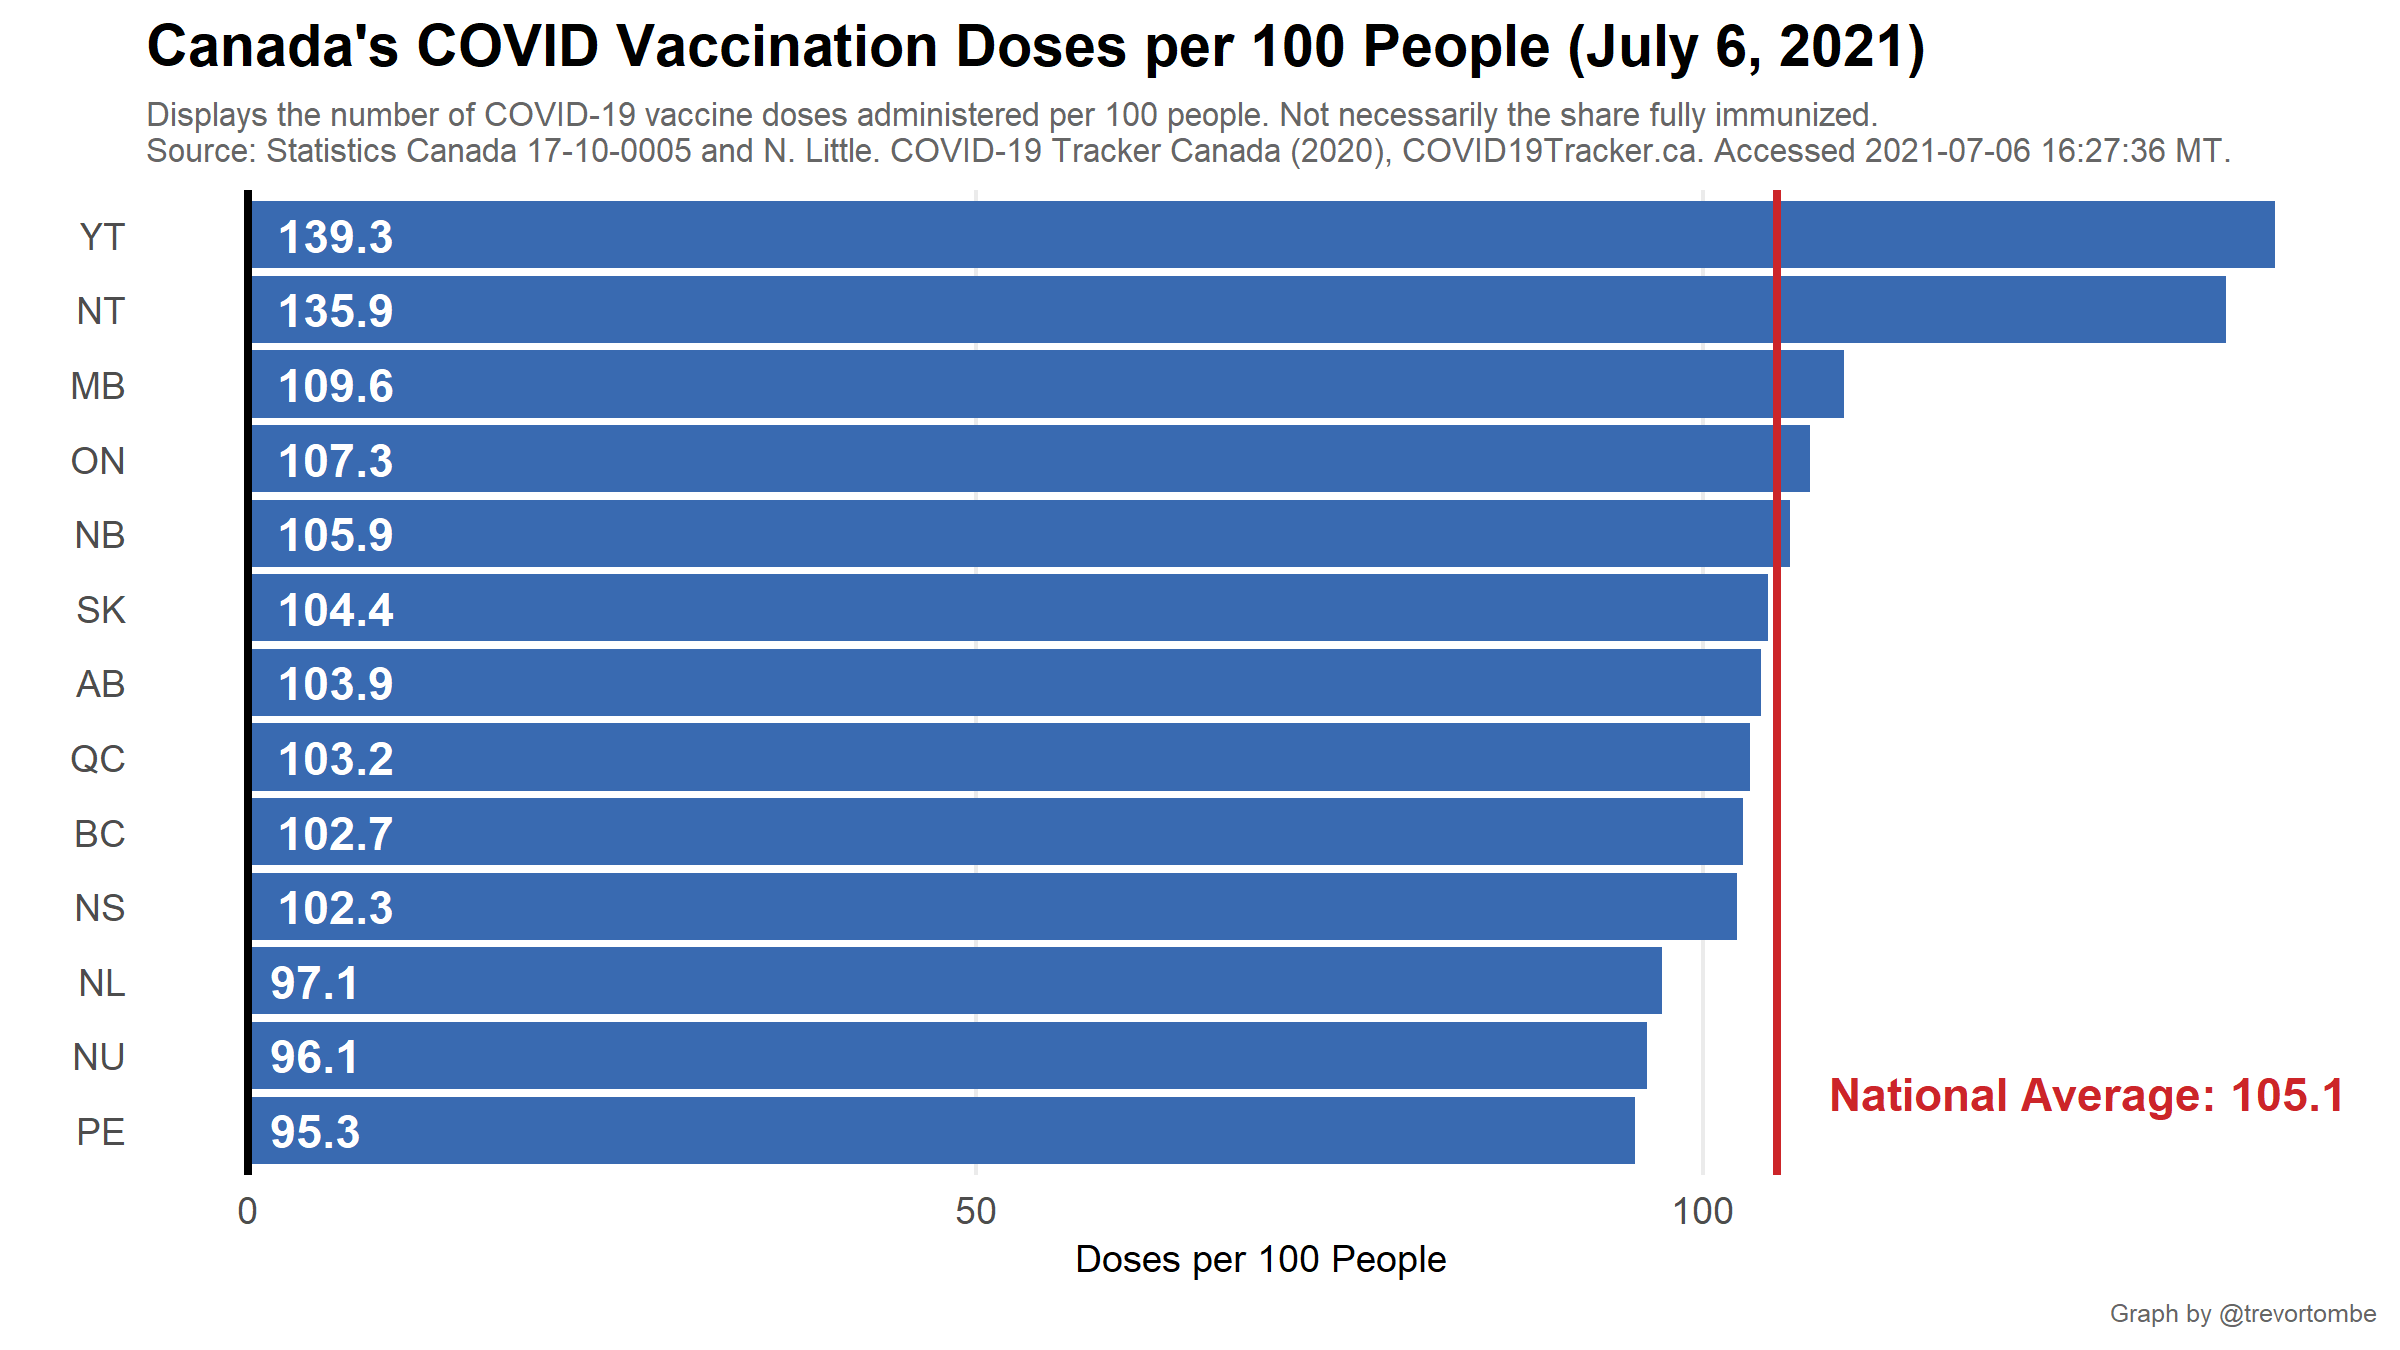 Canada's COVID Vaccination Doses per 100 People (July 6, 2021)
Displays the number of COVID-19 vaccine doses administered per 100 people. Not necessarily the share fully immunized.
Source: Statistics Canada 17-10-0005 and N. Little. COVID-19 Tracker Canada (2020), COVID19Tracker.ca. Accessed 2021-07-06 16:27:36 MT.
YT 139.3
NT 135.9
MB 109.6
ON 107.3
NB 105.9
SK 104.4
AB 103.9
QC 103.2
BC 102.7
NS 102.3
NL 97.1
NU 96.1
National Average: 105.1
PE 95.3
0 50 100
Doses per 100 People
Graph by @trevortombe